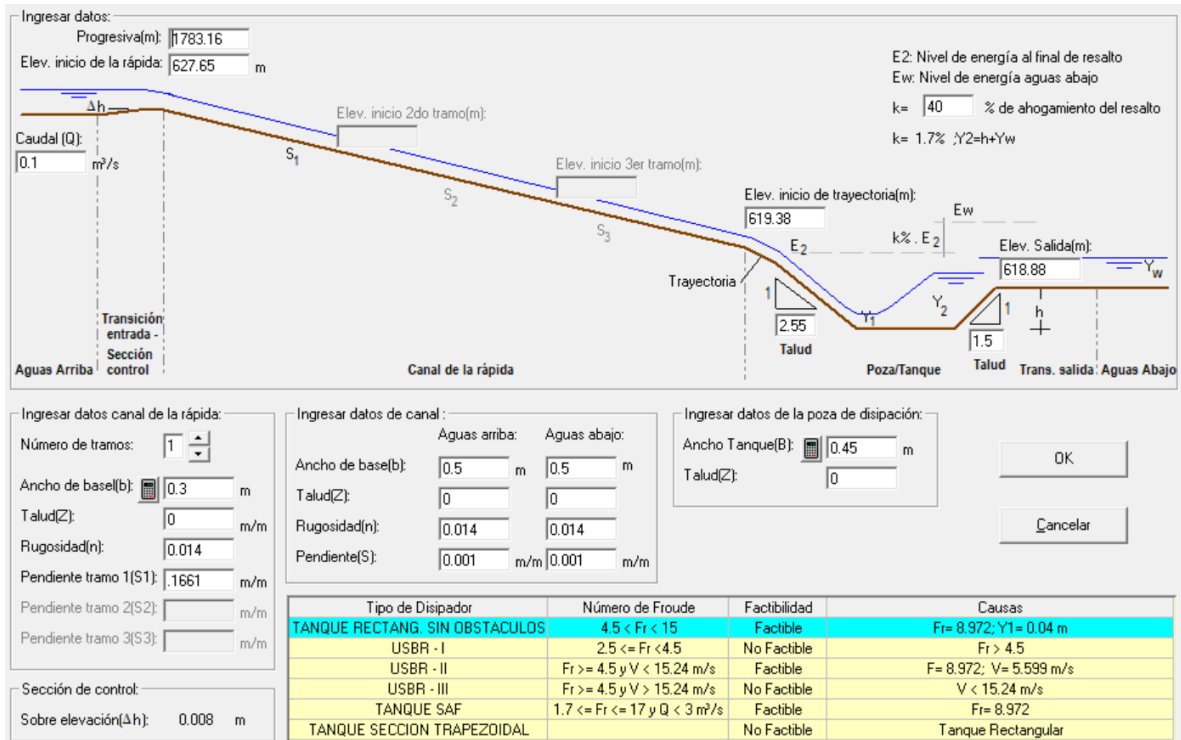 Ingresar datos:
Progresiva(m): 1783.16
Elev. inicio de la rápida: 627.65 m
E2: Nivel de energía al final de resalto
Ew: Nivel de energía aguas abajo
k= 40 % de ahogamiento del resalto
k= 1.7% ;Y2=h+Yw
Δh
Elev. inicio 2do tramo(m):
Caudal (Q):
0.1 m³/s
S1
Elev. inicio 3er tramo(m):
S2
S3
Elev. inicio de trayectoria(m):
619.38
Ew
E2
k% . E2
Elev. Salida(m):
618.88
Yw
Trayectoria
1
2.55
Talud
Y1
Y2
1
1.5
Talud
h
Transición entrada - Sección control
Aguas Arriba
Canal de la rápida
Poza/Tanque
Trans. salida
Aguas Abajo
Ingresar datos canal de la rápida:
Número de tramos: 1
Ancho de basel(b): 0.3 m
Talud(Z): 0 m/m
Rugosidad(n): 0.014
Pendiente tramo 1(S1): .1661 m/m
Pendiente tramo 2(S2): m/m
Pendiente tramo 3(S3): m/m
Sección de control:
Sobre elevación(Δh): 0.008 m
Ingresar datos de canal :
Aguas arriba: Aguas abajo:
Ancho de base(b): 0.5 m 0.5 m
Talud(Z): 0 0
Rugosidad(n): 0.014 0.014
Pendiente(S): 0.001 m/m 0.001 m/m
Ingresar datos de la poza de disipación:
Ancho Tanque(B): 0.45 m
Talud(Z): 0
OK
Cancelar
Tipo de Disipador Número de Froude Factibilidad Causas
TANQUE RECTANG. SIN OBSTACULOS 4.5 < Fr < 15 Factible Fr= 8.972; Y1= 0.04 m
USBR - I 2.5 <= Fr <4.5 No Factible Fr > 4.5
USBR - II Fr >= 4.5 y V < 15.24 m/s Factible F= 8.972; V= 5.599 m/s
USBR - III Fr >= 4.5 y V > 15.24 m/s No Factible V < 15.24 m/s
TANQUE SAF 1.7 <= Fr <= 17 y Q < 3 m³/s Factible Fr= 8.972
TANQUE SECCION TRAPEZOIDAL No Factible Tanque Rectangular